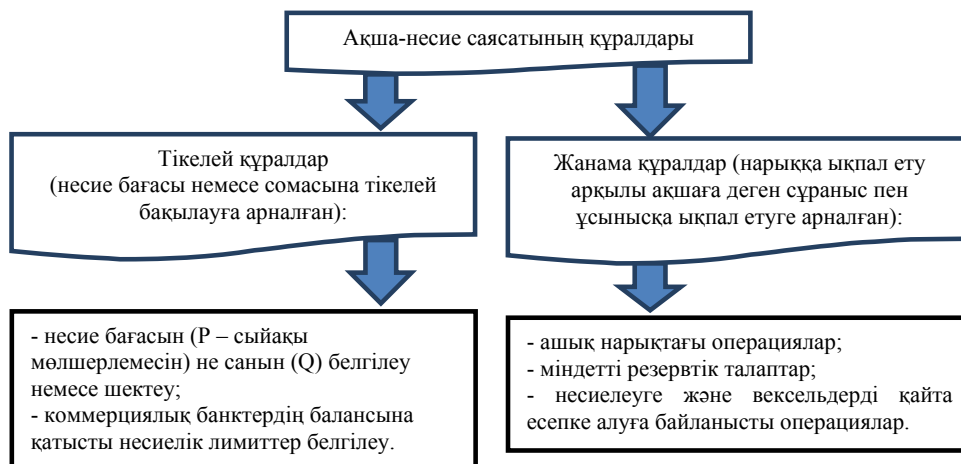 Ақша-несие саясатының құралдары
Тікелей құралдар
(несие бағасы немесе сомасына тікелей
бақылауға арналған):
Жанама құралдар (нарыққа ықпал ету
арқылы ақшаға деген сұраныс пен
ұсынысқа ықпал етуге арналған):
- несие бағасын (Р – сыйақы
мөлшерлемесін) не санын (Q) белгілеу
немесе шектеу;
- коммерциялық банктердің балансына
қатысты несиелік лимиттер белгілеу.
- ашық нарықтағы операциялар;
- міндетті резервтік талаптар;
- несиелеуге және вексельдерді қайта
есепке алуға байланысты операциялар.